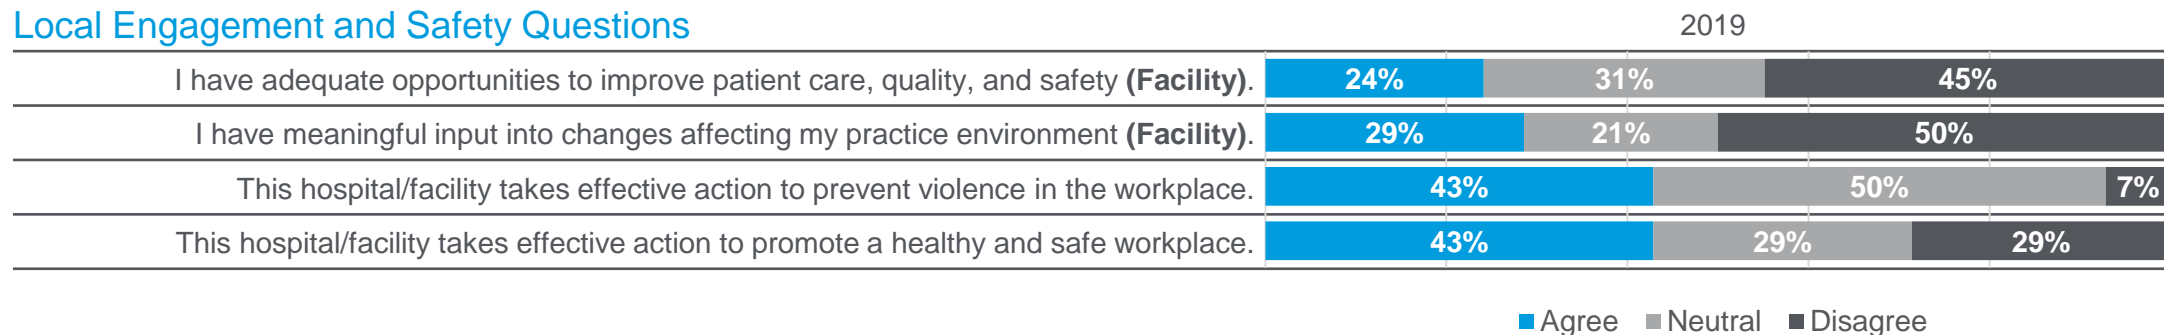 Local Engagement and Safety Questions 2019
I have adequate opportunities to improve patient care, quality, and safety (Facility). 24% 31% 45%
I have meaningful input into changes affecting my practice environment (Facility). 29% 21% 50%
This hospital/facility takes effective action to prevent violence in the workplace. 43% 50% 7%
This hospital/facility takes effective action to promote a healthy and safe workplace. 43% 29% 29%
Agree Neutral Disagree